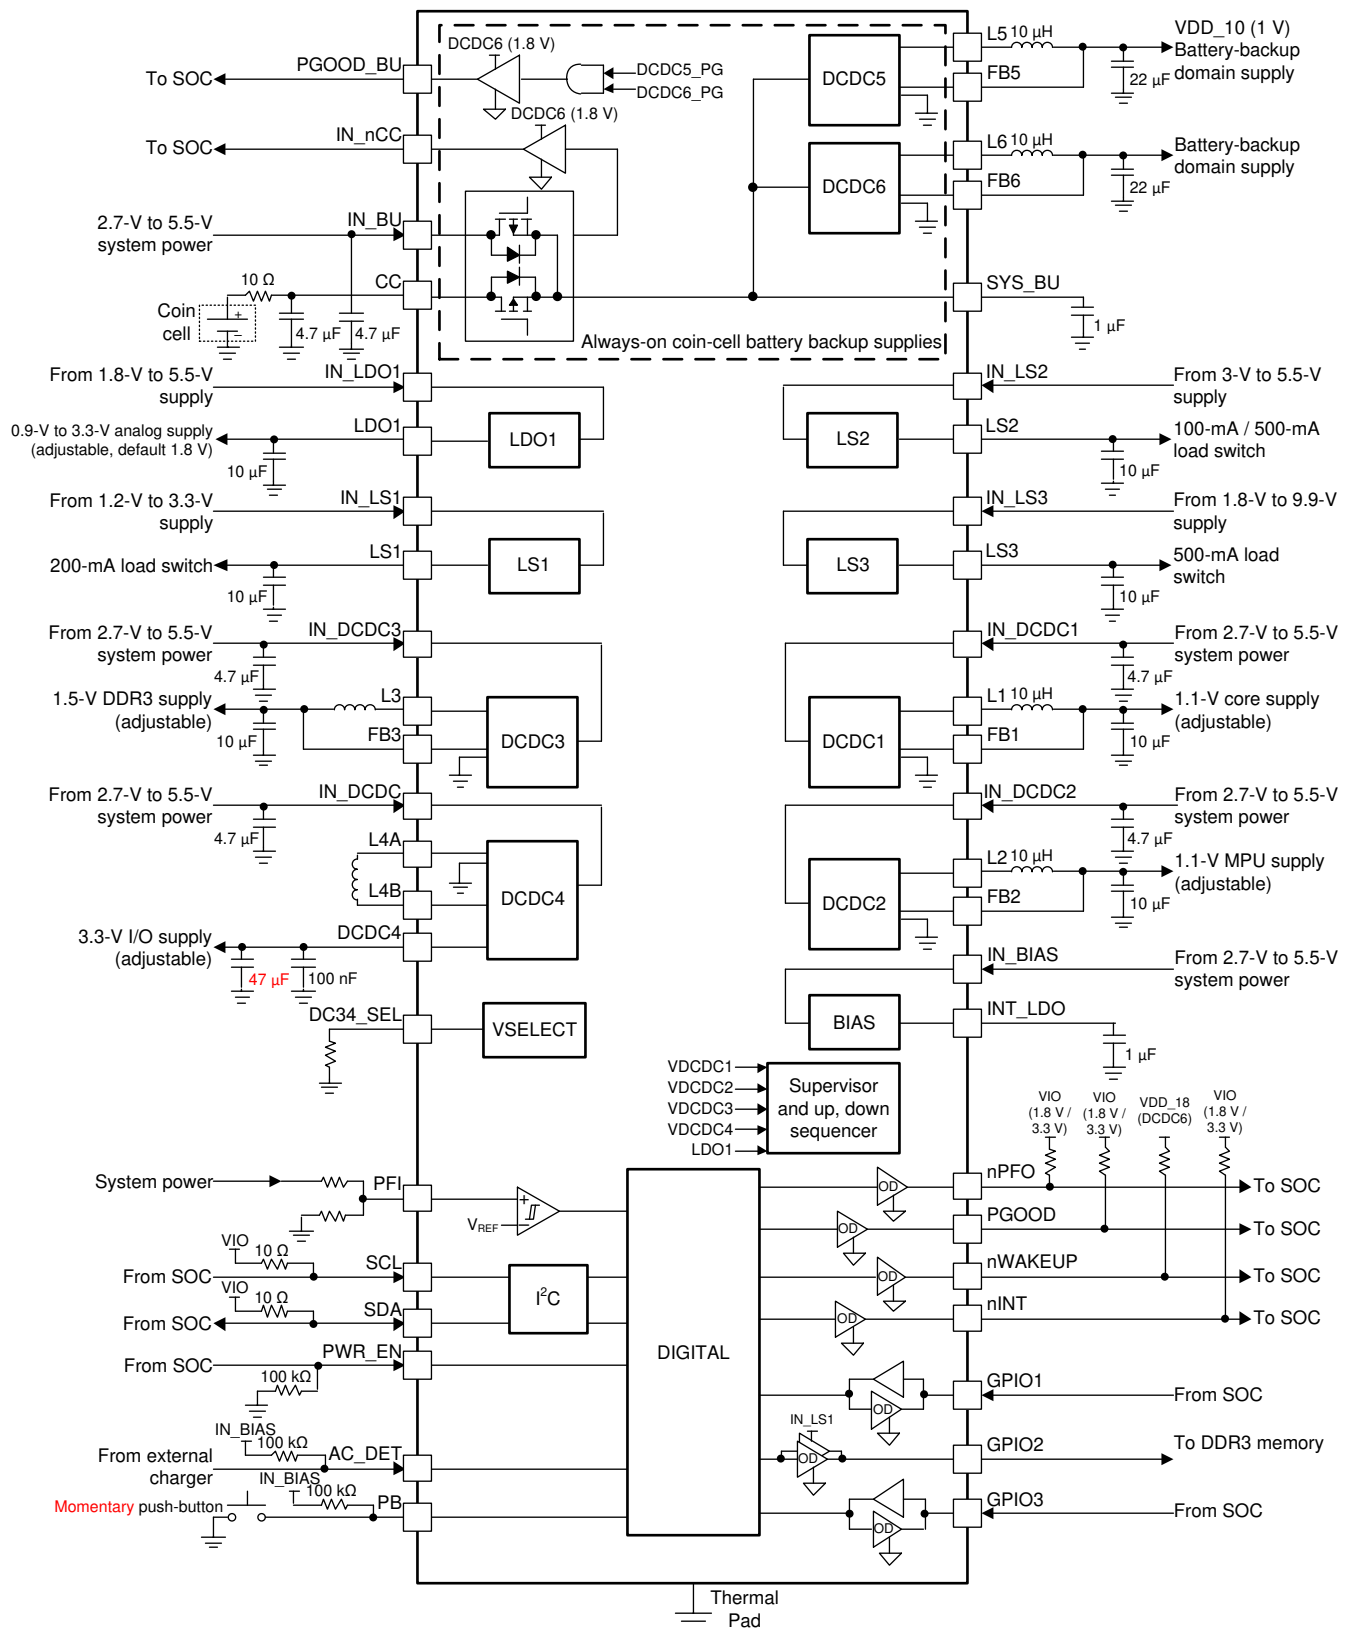 DCDC6 (1.8 V)
PGOOD_BU
To SOC
DCDC5_PG
DCDC6_PG
DCDC5
L5 10 µH
FB5
22 µF
VDD_10 (1 V)
Battery-backup
domain supply
DCDC6 (1.8 V)
IN_nCC
To SOC
DCDC6
L6 10 µH
FB6
22 µF
Battery-backup
domain supply
IN_BU
2.7-V to 5.5-V
system power
CC
10 Ω
Coin
cell
+
−
4.7 µF
4.7 µF
SYS_BU
1 µF
Always-on coin-cell battery backup supplies
From 1.8-V to 5.5-V
supply
IN_LDO1
0.9-V to 3.3-V analog supply
(adjustable, default 1.8 V)
LDO1
LDO1
10 µF
IN_LS2
From 3-V to 5.5-V
supply
LS2
LS2
100-mA / 500-mA
load switch
10 µF
From 1.2-V to 3.3-V
supply
IN_LS1
LS1
LS1
200-mA load switch
10 µF
IN_LS3
From 1.8-V to 9.9-V
supply
LS3
LS3
500-mA load
switch
10 µF
From 2.7-V to 5.5-V
system power
IN_DCDC3
4.7 µF
1.5-V DDR3 supply
(adjustable)
L3
FB3
10 µF
DCDC3
IN_DCDC1
From 2.7-V to 5.5-V
system power
4.7 µF
DCDC1
L1 10 µH
FB1
1.1-V core supply
(adjustable)
10 µF
From 2.7-V to 5.5-V
system power
IN_DCDC
4.7 µF
L4A
L4B
DCDC4
DCDC4
3.3-V I/O supply
(adjustable)
47 µF
100 nF
IN_DCDC2
From 2.7-V to 5.5-V
system power
4.7 µF
DCDC2
L2 10 µH
FB2
1.1-V MPU supply
(adjustable)
10 µF
DC34_SEL
VSELECT
IN_BIAS
From 2.7-V to 5.5-V
system power
BIAS
INT_LDO
1 µF
VDCDC1
VDCDC2
VDCDC3
VDCDC4
LDO1
Supervisor
and up, down
sequencer
VIO
(1.8 V /
3.3 V)
VIO
(1.8 V /
3.3 V)
VDD_18
(DCDC6)
VIO
(1.8 V /
3.3 V)
System power
PFI
VREF
+
−
OD
nPFO
To SOC
OD
PGOOD
To SOC
VIO
10 Ω
From SOC
SCL
I2C
OD
nWAKEUP
To SOC
VIO
10 Ω
From SOC
SDA
OD
nINT
To SOC
DIGITAL
From SOC
PWR_EN
100 kΩ
OD
GPIO1
From SOC
IN_BIAS
100 kΩ
From external
charger
AC_DET
IN_LS1
OD
GPIO2
To DDR3 memory
IN_BIAS
100 kΩ
Momentary push-button
PB
OD
GPIO3
From SOC
Thermal
Pad